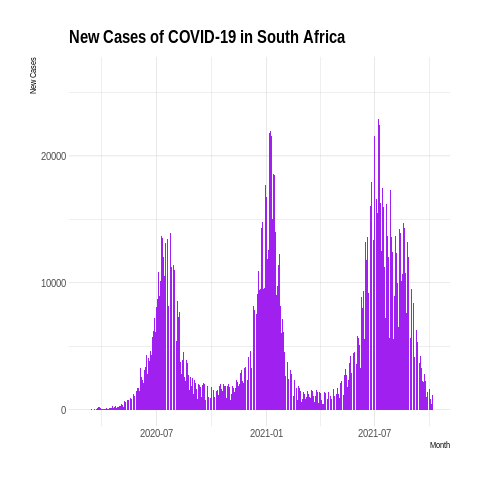 New Cases of COVID-19 in South Africa
New Cases
20000
10000
0
2020-07
2021-01
2021-07
Month